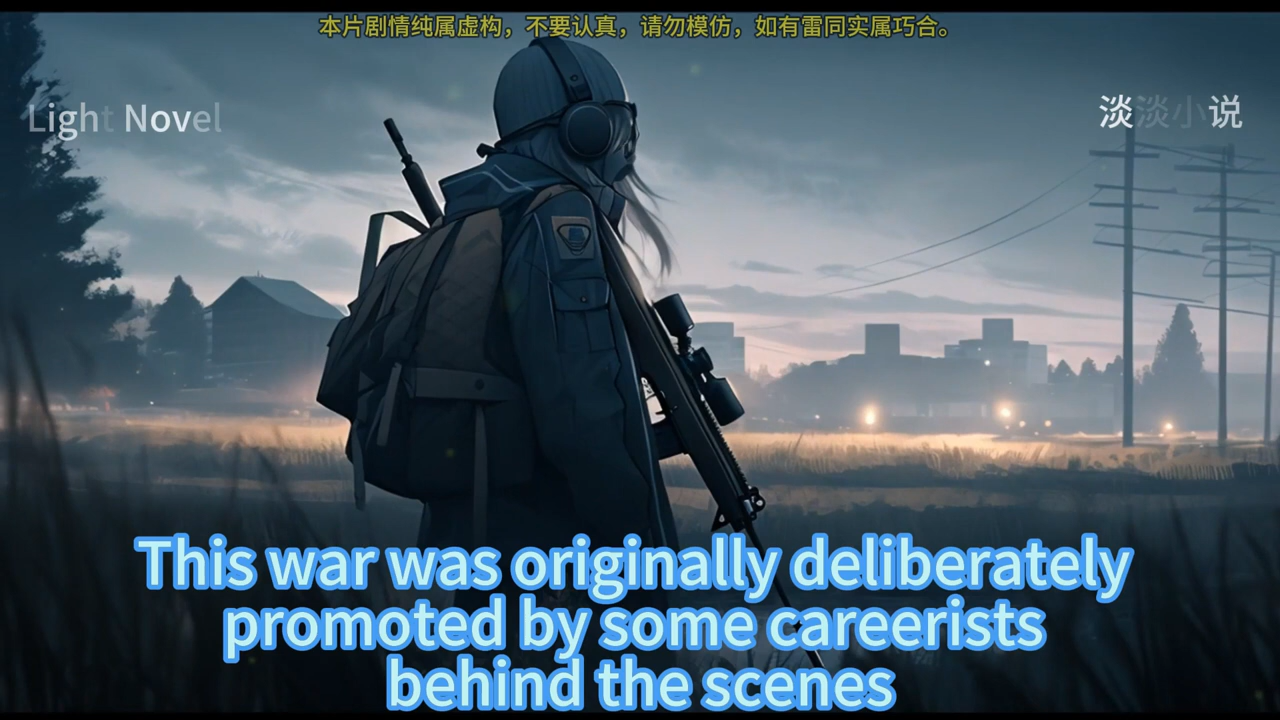 本片剧情纯属虚构，不要认真，请勿模仿，如有雷同实属巧合。
Light Novel
淡淡小说
This war was originally deliberately
promoted by some careerists
behind the scenes